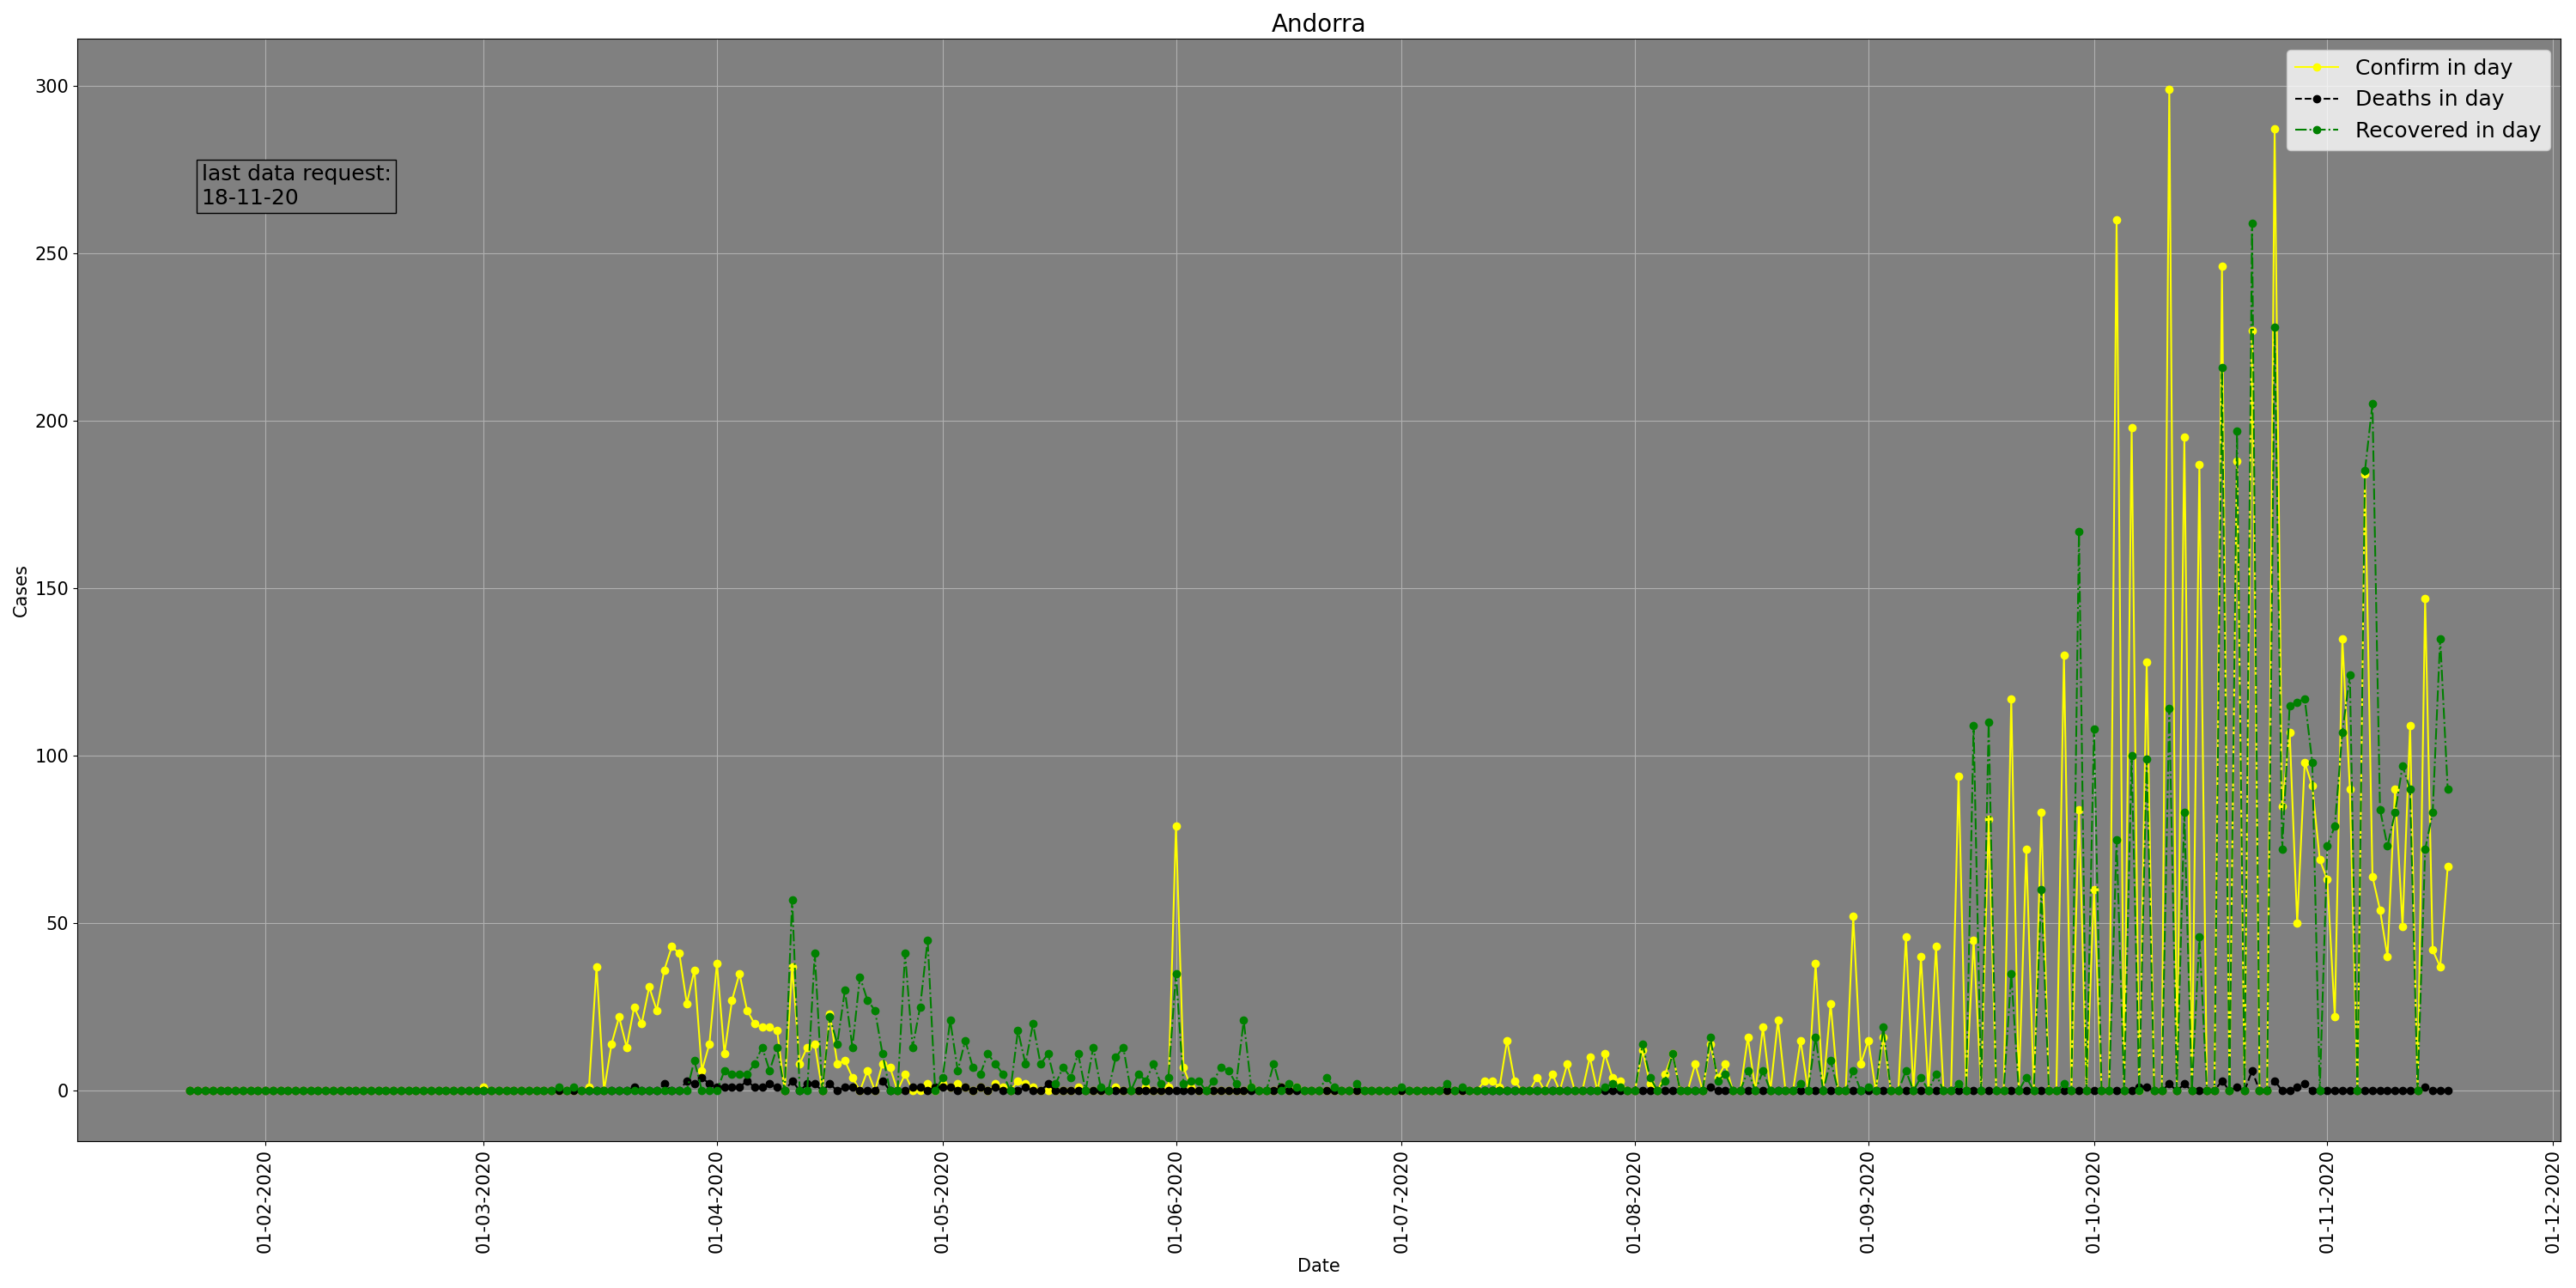 Andorra
300
250
200
150
100
50
0
Cases
last data request:
18-11-20
Confirm in day
Deaths in day
Recovered in day
01-02-2020
01-03-2020
01-04-2020
01-05-2020
01-06-2020
01-07-2020
01-08-2020
01-09-2020
01-10-2020
01-11-2020
01-12-2020
Date